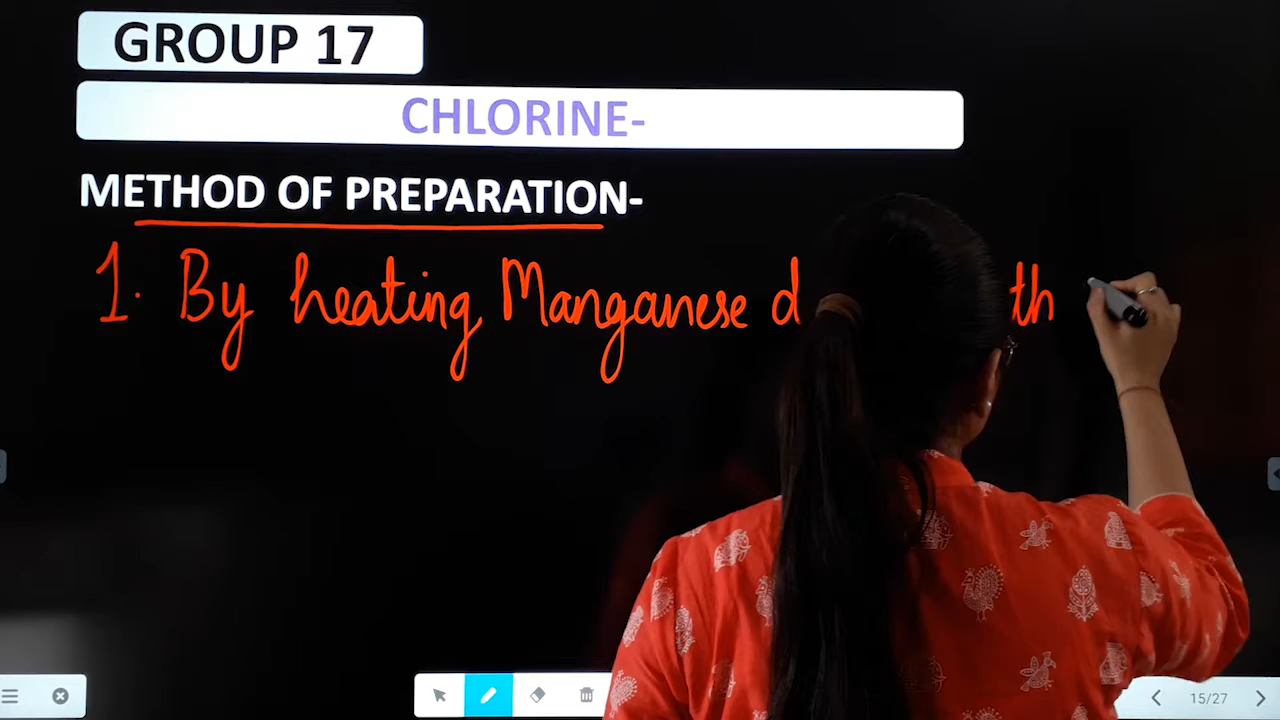 GROUP 17
CHLORINE-
METHOD OF PREPARATION-
1. By heating Manganese d th
15/27